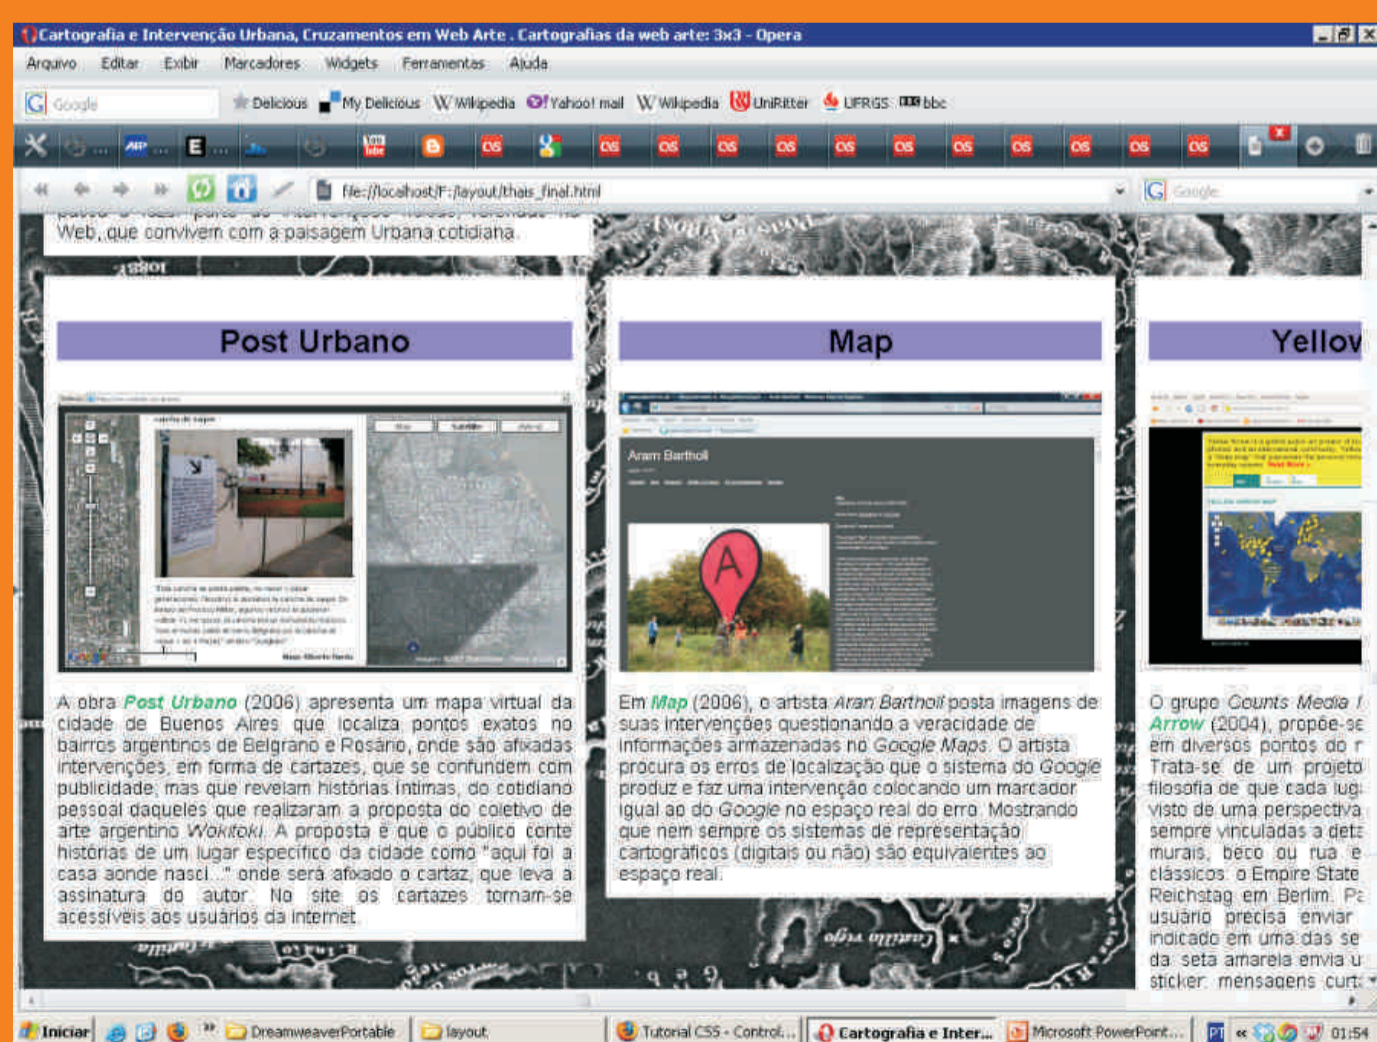 Cartografia e Intervenção Urbana, Cruzamentos em Web Arte . Cartografias da web arte: 3x3 - Opera
Arquivo Editar Exibir Marcadores Widgets Ferramentas Ajuda
Google Delicious My Delicious Wikipedia Yahoo! mail Wikipedia UniRitter UFRGS bbc
file://localhost/F:/layout/thais_final.html Google
Web, que convivem com a paisagem Urbana cotidiana.
Post Urbano
A obra Post Urbano (2006) apresenta um mapa virtual da
cidade de Buenos Aires que localiza pontos exatos no
bairros argentinos de Belgrano e Rosário, onde são afixadas
intervenções, em forma de cartazes, que se confundem com
publicidade, mas que revelam histórias íntimas, do cotidiano
pessoal daqueles que realizaram a proposta do coletivo de
arte argentino Wokitoki. A proposta é que o público conte
histórias de um lugar específico da cidade como "aqui foi a
casa aonde nasci..." onde será afixado o cartaz, que leva a
assinatura do autor. No site os cartazes tornam-se
acessíveis aos usuários da internet.
Map
Aram Bartholl
A
Em Map (2006), o artista Aran Bartholl posta imagens de
suas intervenções questionando a veracidade de
informações armazenadas no Google Maps. O artista
procura os erros de localização que o sistema do Google
produz e faz uma intervenção colocando um marcador
igual ao do Google no espaço real do erro. Mostrando
que nem sempre os sistemas de representação
cartográficos (digitais ou não) são equivalentes ao
espaço real.
Yellow
YELLOW ARROW MAP
O grupo Counts Media
Arrow (2004), propõe-se
em diversos pontos do
Trata-se de um projeto
filosofia de que cada
visto de uma perspectiva
sempre vinculadas a
murais, beco ou rua e
clássicos: o Empire State
Reichstag em Berlim.
usuário precisa enviar
indicado em uma das se
da seta amarela envia u
sticker: mensagens
Castillo vigo
Iniciar DreamweaverPortable layout Tutorial CSS - Control... Cartografia e Inter... Microsoft PowerPoint... PT 01:54